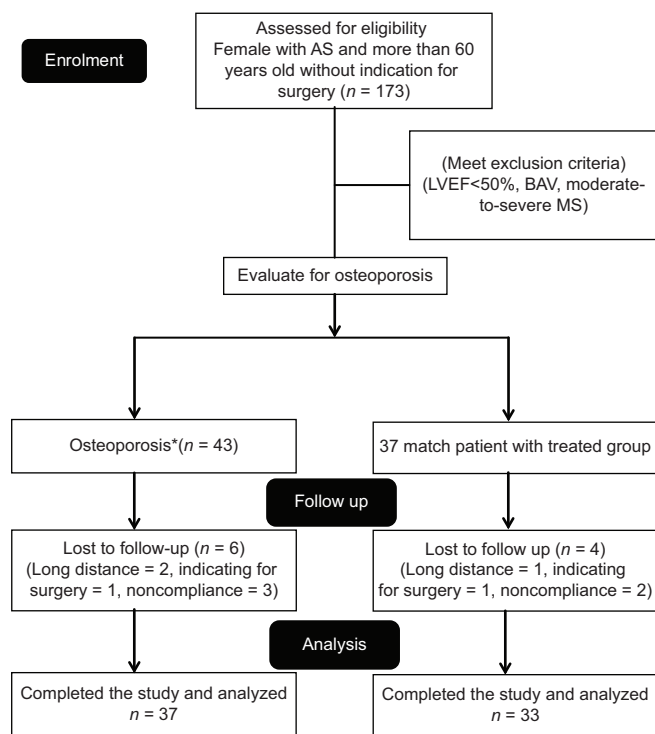 Enrolment
Assessed for eligibility
Female with AS and more than 60
years old without indication for
surgery (n = 173)
(Meet exclusion criteria)
(LVEF<50%, BAV, moderate-
to-severe MS)
Evaluate for osteoporosis
Osteoporosis*(n = 43)
37 match patient with treated group
Follow up
Lost to follow-up (n = 6)
(Long distance = 2, indicating for
surgery = 1, noncompliance = 3)
Lost to follow up (n = 4)
(Long distance = 1, indicating
for surgery = 1, noncompliance = 2)
Analysis
Completed the study and analyzed
n = 37
Completed the study and analyzed
n = 33